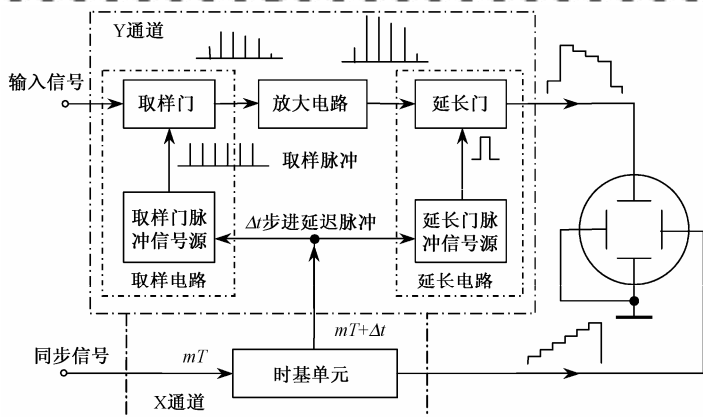 Y通道
输入信号
取样门
放大电路
延长门
取样脉冲
取样门脉
冲信号源
Δt步进延迟脉冲
延长门脉
冲信号源
取样电路
延长电路
mT+Δt
同步信号
mT
时基单元
X通道